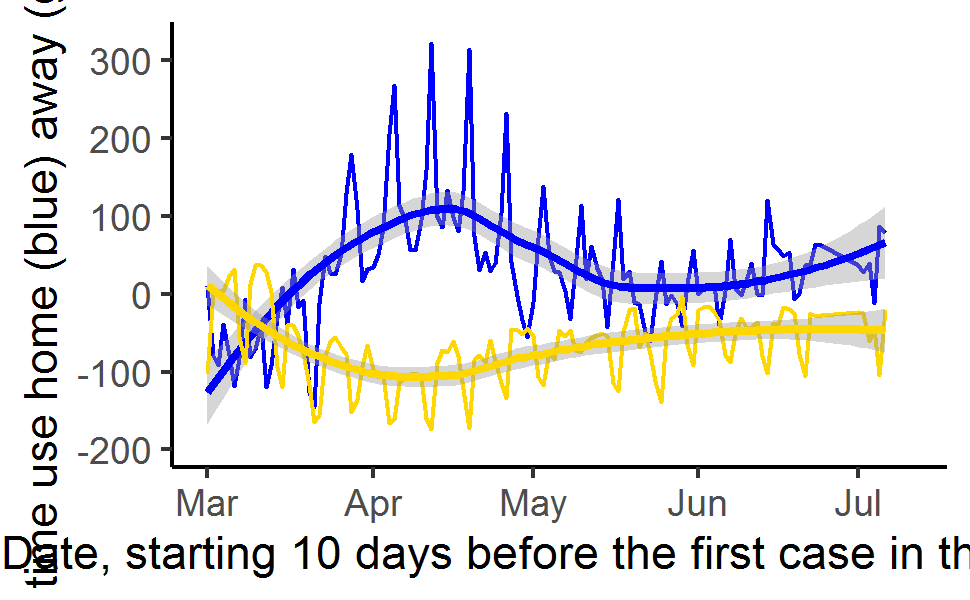 time use home (blue) away (
300
200
100
0
-100
-200
Mar Apr May Jun Jul
Date, starting 10 days before the first case in th